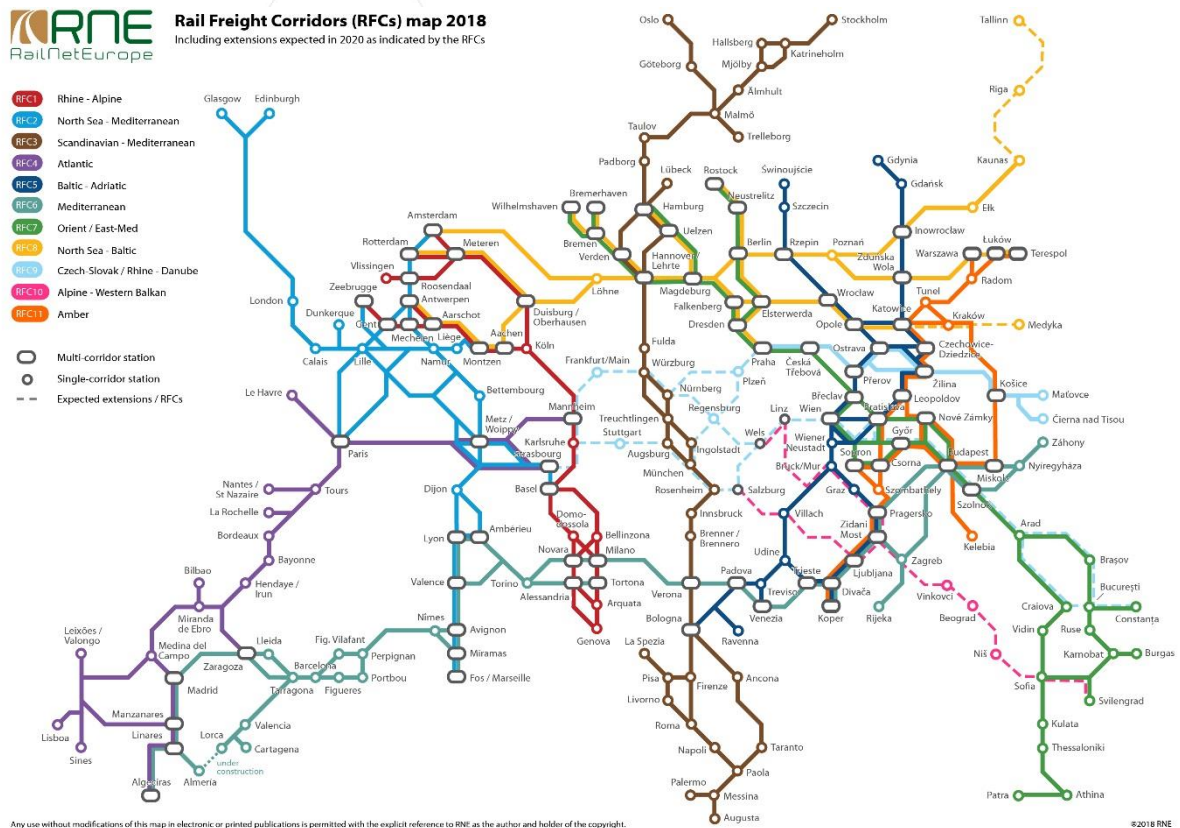 RNE
RailNetEurope
Rail Freight Corridors (RFCs) map 2018
Including extensions expected in 2020 as indicated by the RFCs
RFC1 Rhine - Alpine
RFC2 North Sea - Mediterranean
RFC3 Scandinavian - Mediterranean
RFC4 Atlantic
RFC5 Baltic - Adriatic
RFC6 Mediterranean
RFC7 Orient / East-Med
RFC8 North Sea - Baltic
RFC9 Czech-Slovak / Rhine - Danube
RFC10 Alpine - Western Balkan
RFC11 Amber
Multi-corridor station
Single-corridor station
Expected extensions / RFCs
Glasgow
Edinburgh
London
Dunkerque
Calais
Lille
Le Havre
Paris
Nantes /
St Nazaire
Tours
La Rochelle
Bordeaux
Bayonne
Bilbao
Hendaye /
Irun
Miranda
de Ebro
Leixões /
Valongo
Medina del
Campo
Zaragoza
Lleida
Madrid
Manzanares
Linares
Lisboa
Sines
Algeciras
Almería
Lorca
under
construction
Valencia
Cartagena
Tarragona
Barcelona
Fig. Vilafant
Figueres
Perpignan
Portbou
Nîmes
Avignon
Miramas
Fos / Marseille
Valence
Lyon
Ambérieu
Dijon
Amsterdam
Rotterdam
Meteren
Vlissingen
Zeebrugge
Roosendaal
Antwerpen
Gent
Mechelen
Aarschot
Liège
Aachen
Namur
Montzen
Köln
Duisburg /
Oberhausen
Löhne
Bettembourg
Metz /
Woippy
Strasbourg
Mannheim
Karlsruhe
Basel
Domo-
dossola
Bellinzona
Novara
Milano
Torino
Alessandria
Tortona
Arquata
Genova
Oslo
Stockholm
Hallsberg
Katrineholm
Göteborg
Mjölby
Älmhult
Malmö
Trelleborg
Taulov
Padborg
Lübeck
Rostock
Bremerhaven
Wilhelmshaven
Hamburg
Neustrelitz
Bremen
Uelzen
Verden
Hannover/
Lehrte
Magdeburg
Berlin
Falkenberg
Elsterwerda
Dresden
Fulda
Frankfurt/Main
Würzburg
Nürnberg
Treuchtlingen
Stuttgart
Regensburg
Augsburg
Ingolstadt
München
Rosenheim
Innsbruck
Brenner /
Brennero
Verona
Bologna
La Spezia
Pisa
Firenze
Livorno
Ancona
Roma
Napoli
Taranto
Paola
Palermo
Messina
Augusta
Padova
Treviso
Venezia
Ravenna
Udine
Trieste
Villach
Salzburg
Wels
Linz
Praha
Plzeň
Česká
Třebová
Świnoujście
Szczecin
Rzepin
Poznań
Gdynia
Gdańsk
Inowrocław
Zduńska
Wola
Warszawa
Łuków
Terespol
Radom
Tallinn
Riga
Kaunas
Ełk
Wrocław
Opole
Katowice
Tunel
Kraków
Medyka
Ostrava
Czechowice-
Dziedzice
Přerov
Žilina
Košice
Maťovce
Čierna nad Tisou
Břeclav
Leopoldov
Wien
Bratislava
Nové Zámky
Wiener
Neustadt
Győr
Sopron
Csorna
Budapest
Miskolc
Záhony
Nyíregyháza
Szolnok
Bruck/Mur
Graz
Szombathely
Pragersko
Zidani
Most
Ljubljana
Divača
Koper
Rijeka
Zagreb
Kelebia
Vinkovci
Beograd
Niš
Arad
Brașov
București
Craiova
Constanța
Vidin
Ruse
Karnobat
Burgas
Sofia
Svilengrad
Kulata
Thessaloniki
Patra
Athina
Any use without modifications of this map in electronic or printed publications is permitted with the explicit reference to RNE as the author and holder of the copyright.
©2018 RNE